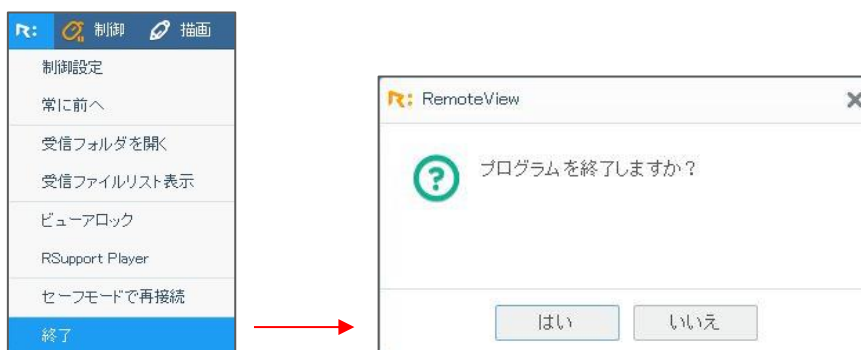 R: 制御 描画
制御設定
常に前へ
受信フォルダを開く
受信ファイルリスト表示
ビューアロック
RSupport Player
セーフモードで再接続
終了
R: RemoteView
プログラムを終了しますか?
はい いいえ